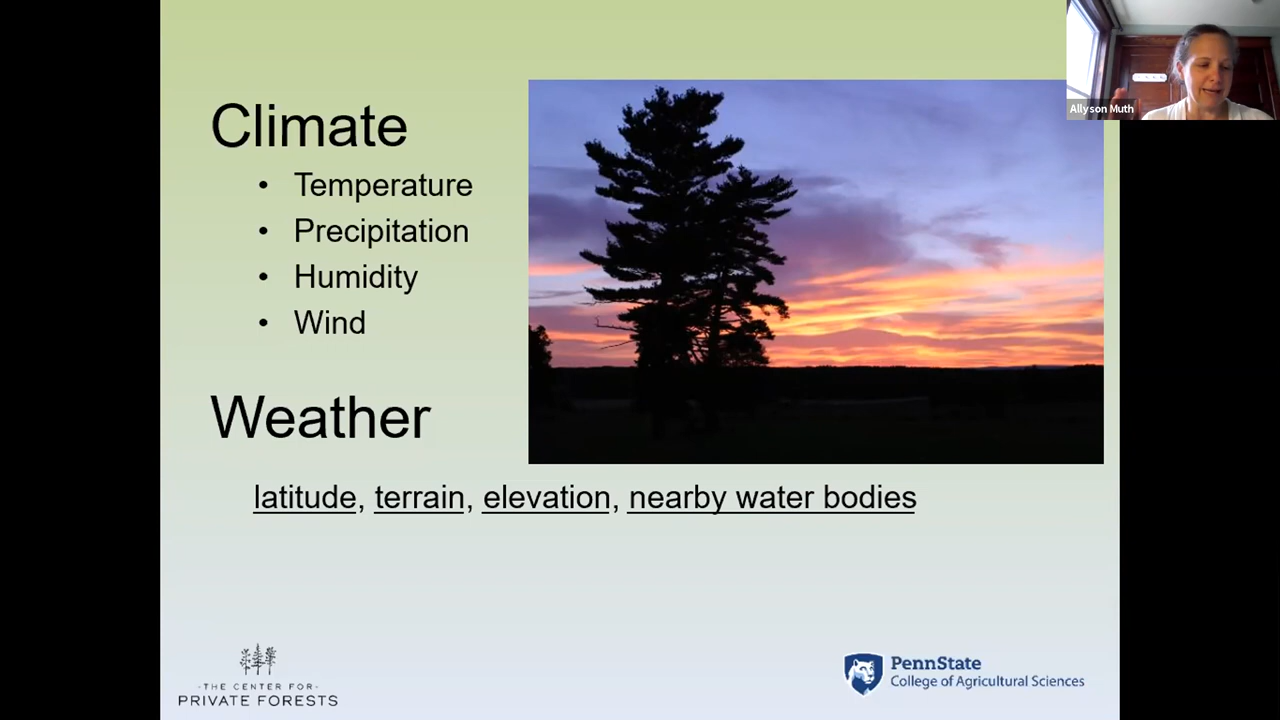 Climate
• Temperature
• Precipitation
• Humidity
• Wind
Weather
latitude, terrain, elevation, nearby water bodies
Allyson Muth
-THE CENTER FOR-
PRIVATE FORESTS
PennState
College of Agricultural Sciences